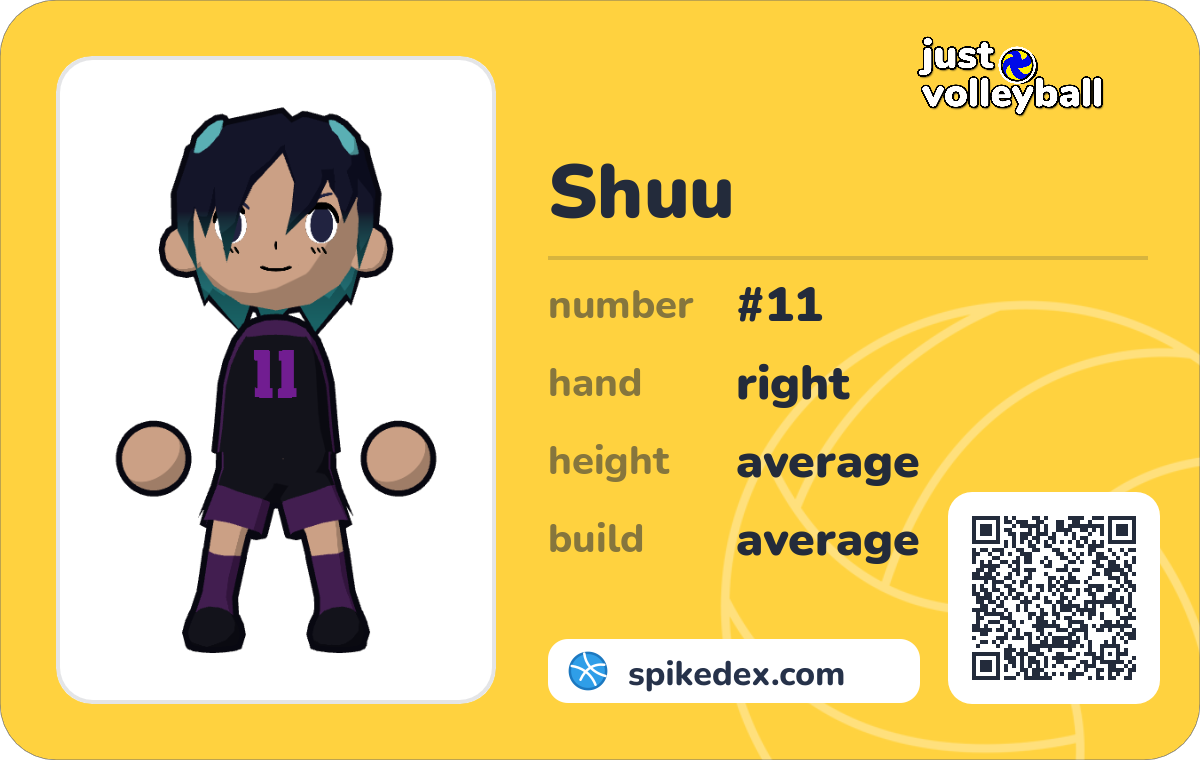 just
volleyball
Shuu
number #11
hand right
height average
build average
spikedex.com
11